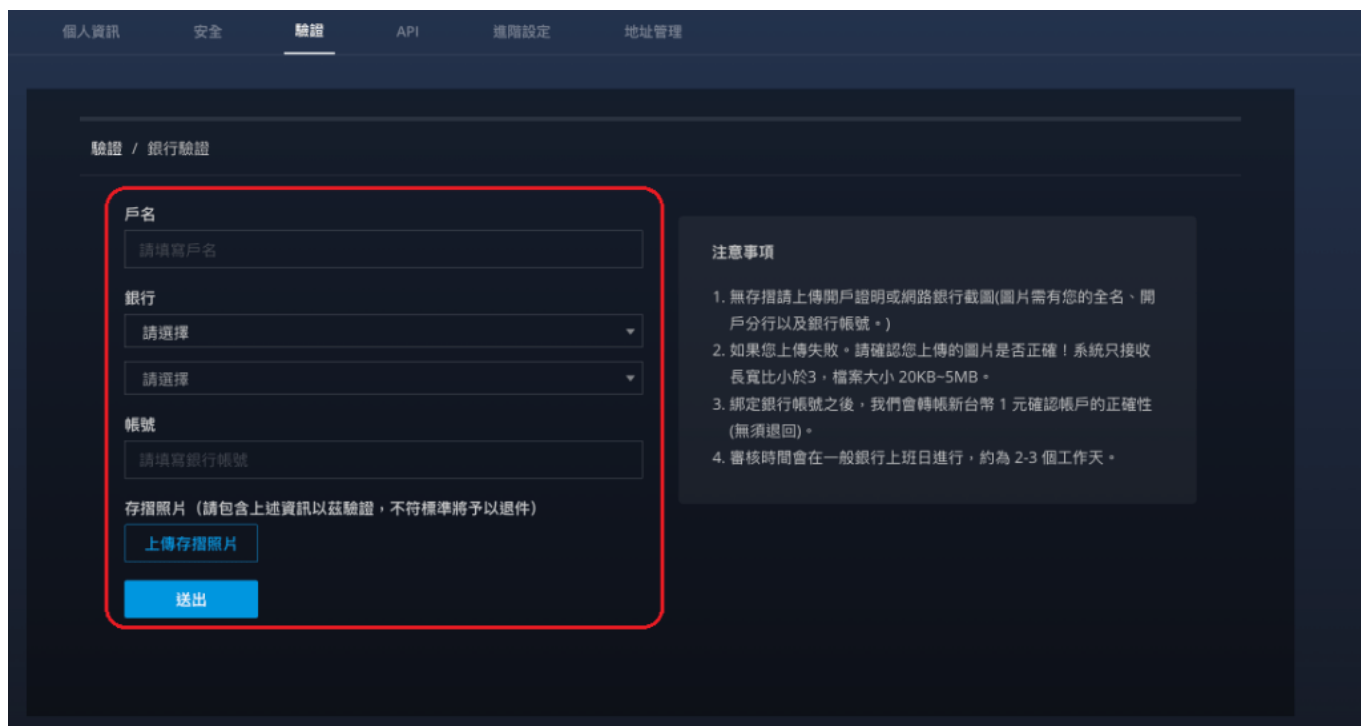 個人資訊 安全 驗證 API 進階設定 地址管理
驗證 / 銀行驗證
戶名
請填寫戶名
銀行
請選擇
請選擇
帳號
請填寫銀行帳號
存摺照片（請包含上述資訊以茲驗證，不符標準將予以退件）
上傳存摺照片
送出
注意事項
1. 無存摺請上傳開戶證明或網路銀行截圖(圖片需有您的全名、開
戶分行以及銀行帳號。)
2. 如果您上傳失敗。請確認您上傳的圖片是否正確！系統只接收
長寬比小於3，檔案大小 20KB~5MB。
3. 綁定銀行帳號之後，我們會轉帳新台幣 1 元確認帳戶的正確性
(無須退回)。
4. 審核時間會在一般銀行上班日進行，約為 2-3 個工作天。